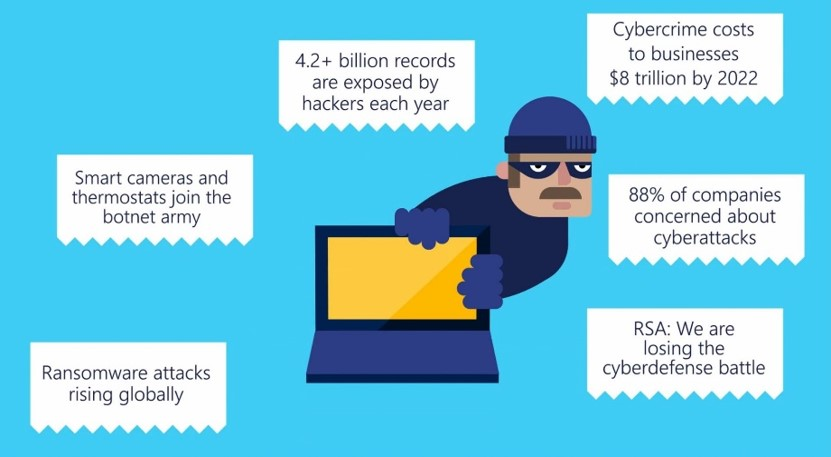 4.2+ billion records
are exposed by
hackers each year
Cybercrime costs
to businesses
$8 trillion by 2022
Smart cameras and
thermostats join the
botnet army
88% of companies
concerned about
cyberattacks
Ransomware attacks
rising globally
RSA: We are
losing the
cyberdefense battle